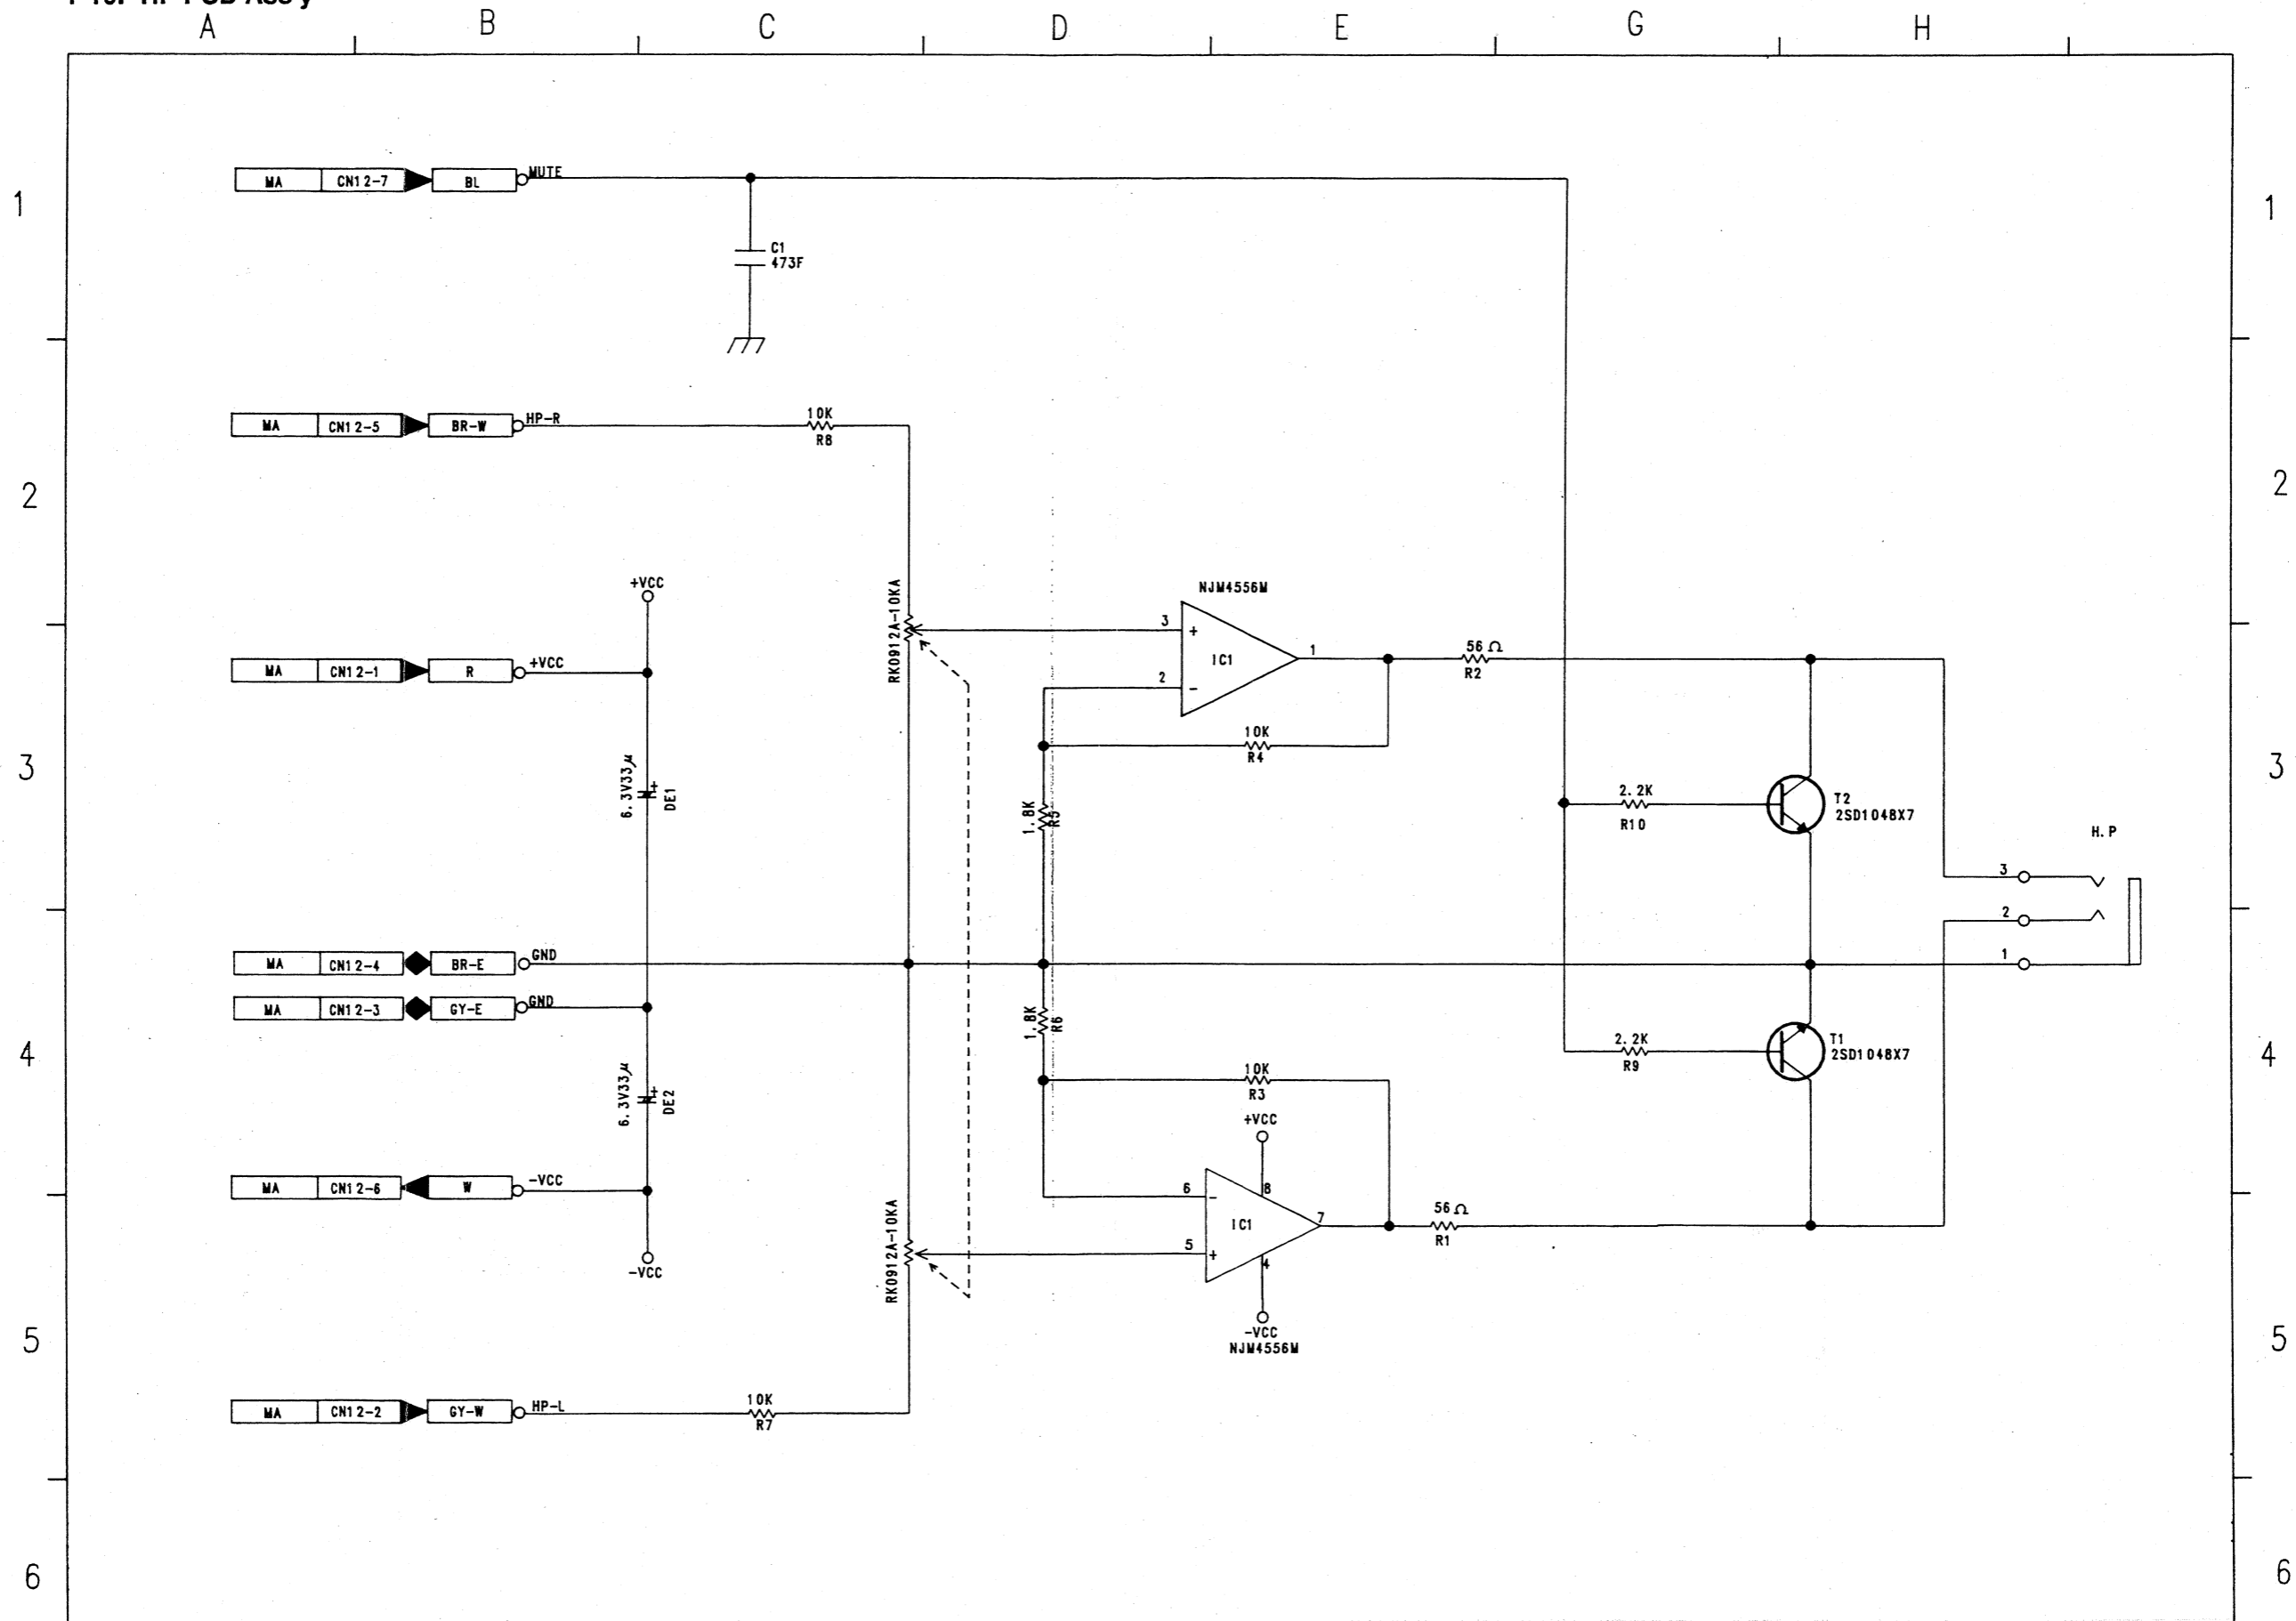 A B C D E G H
1 1
MA CN12-7 BL MUTE
C1
473F
MA CN12-5 BR-W HP-R
10K
R8
2 2
+VCC
RK0912A-10KA
NJM4556M
3 + IC1 1
2 -
56Ω
R2
MA CN12-1 R +VCC
10K
R4
3 3
6.3V33μ
+
DE1
1.8K
R5
2.2K
R10
T2
2SD1048X7
H.P
3
2
1
MA CN12-4 BR-E GND
MA CN12-3 GY-E GND
1.8K
R6
2.2K
R9
T1
2SD1048X7
4 4
6.3V33μ
+
DE2
10K
R3
+VCC
8
MA CN12-6 W -VCC
6 - IC1 7
5 +
4
56Ω
R1
-VCC
RK0912A-10KA
-VCC
NJM4556M
5 5
MA CN12-2 GY-W HP-L
10K
R7
6 6